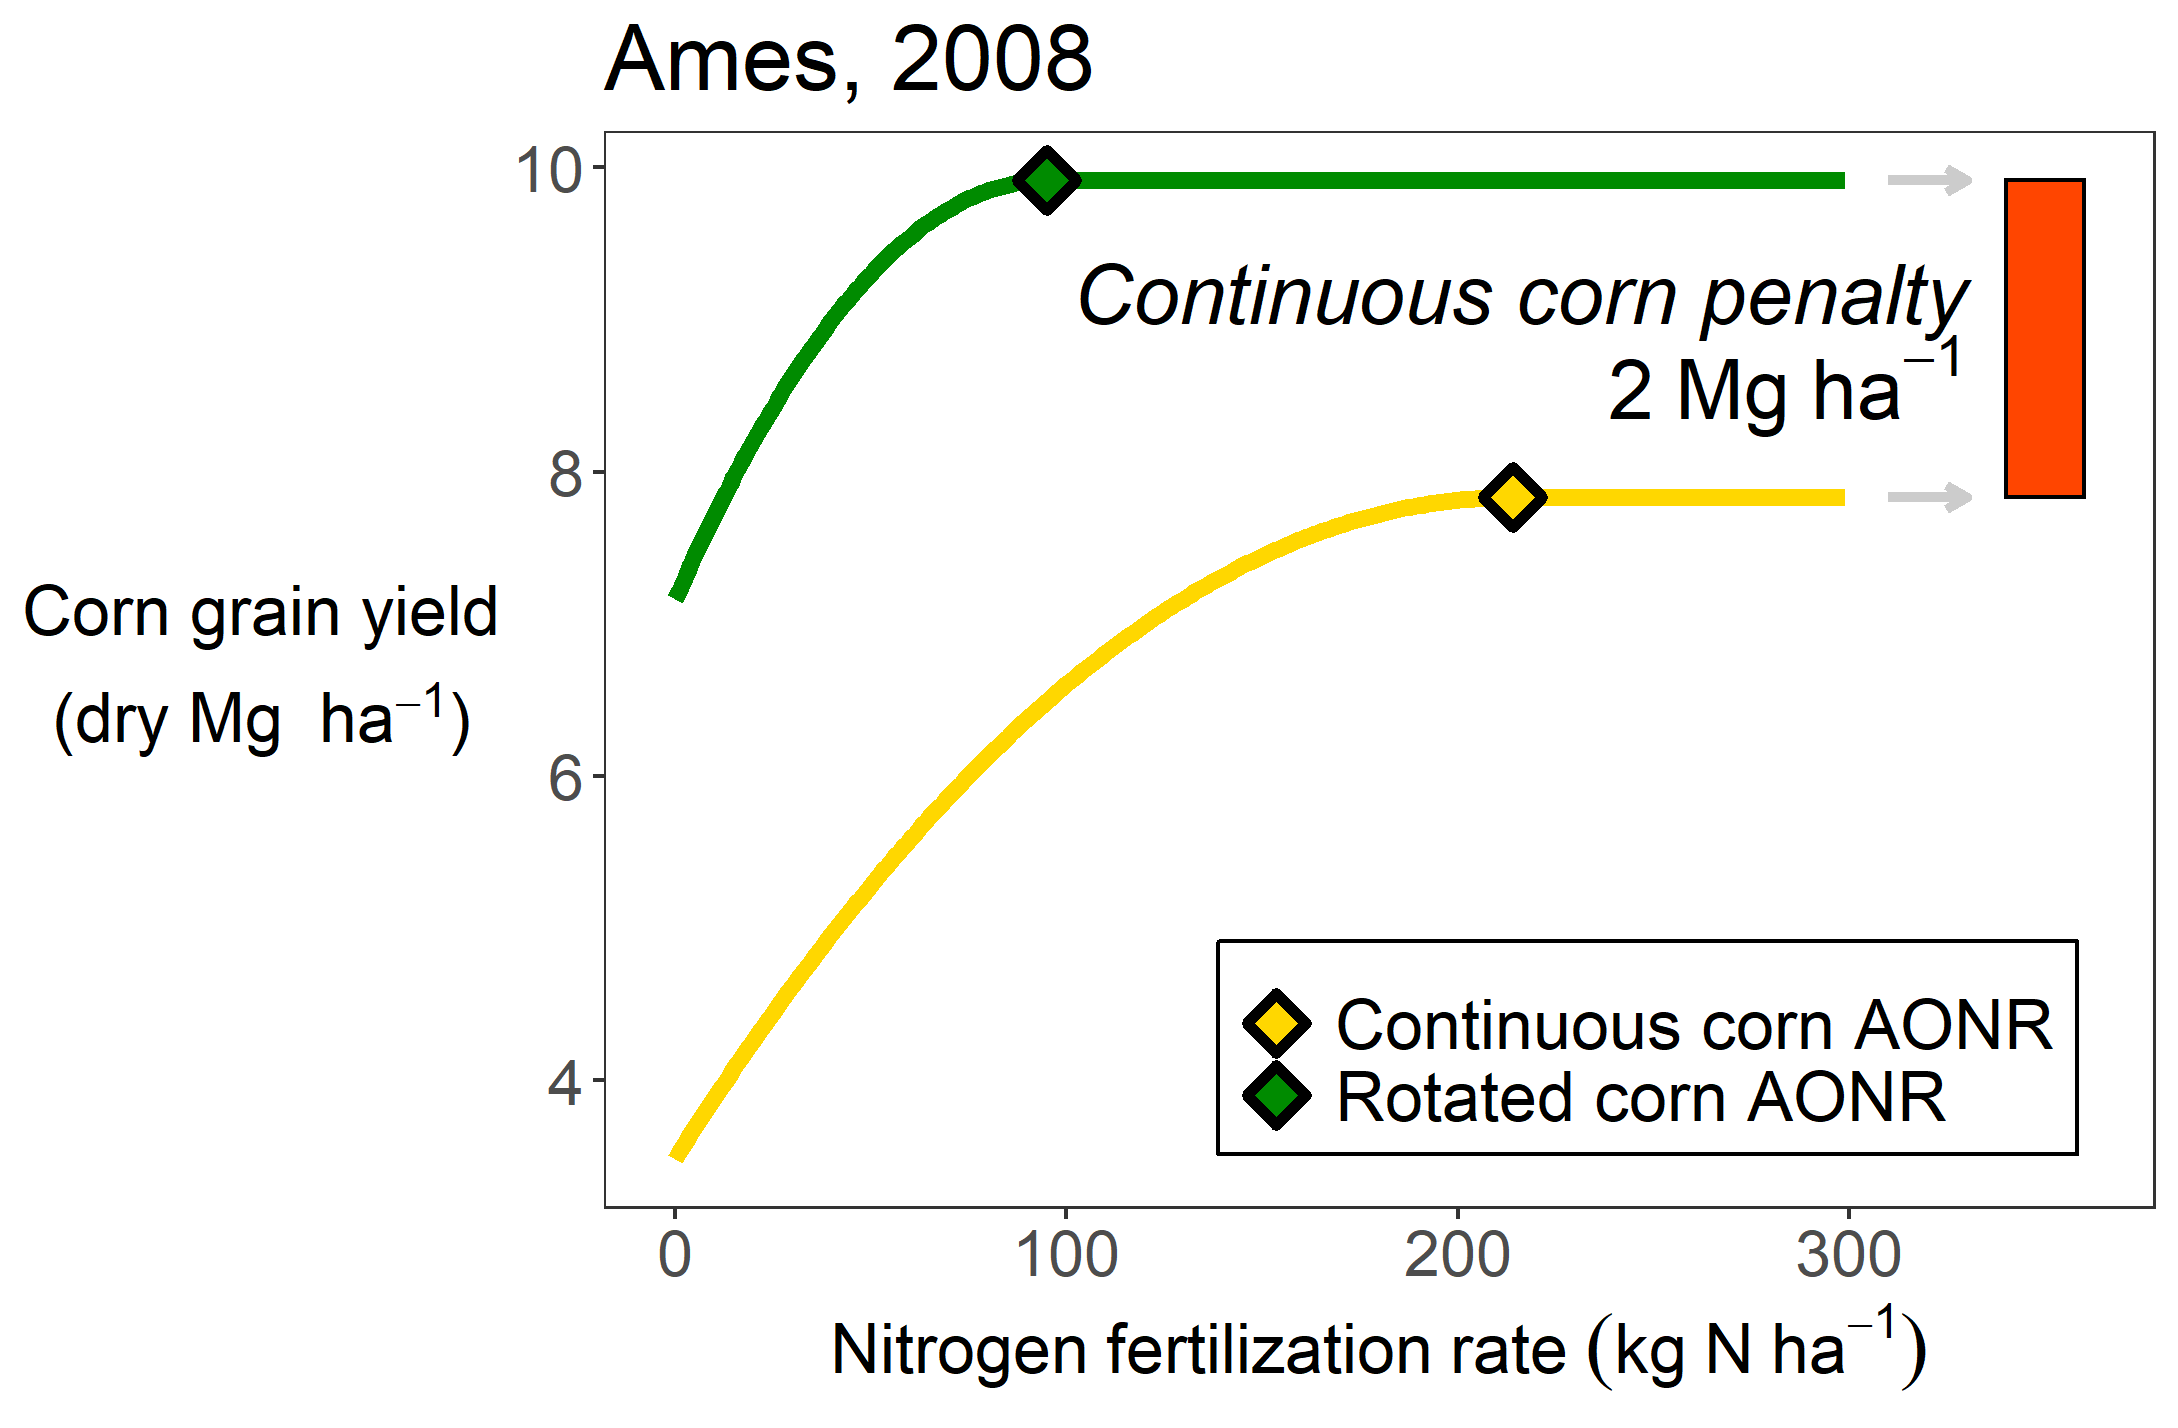 Ames, 2008
10
8
6
4
Corn grain yield
(dry Mg  ha⁻¹)
Continuous corn penalty
2 Mg ha⁻¹
Continuous corn AONR
Rotated corn AONR
0 100 200 300
Nitrogen fertilization rate (kg N ha⁻¹)